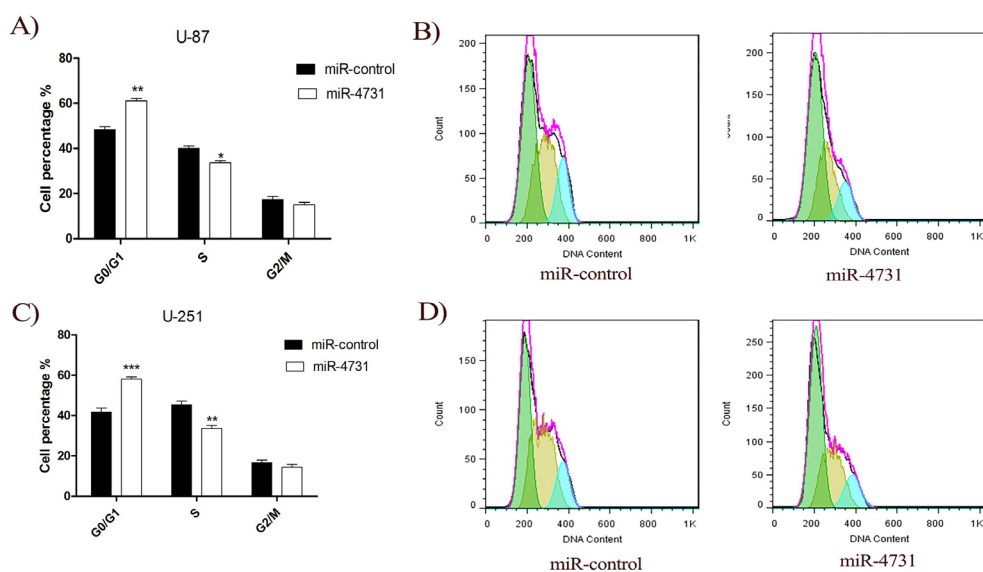 A)
U-87
Cell percentage %
80
60
40
20
0
**
*
G0/G1
S
G2/M
miR-control
miR-4731
B)
Count
200
150
100
50
0
0 200 400 600 800 1K
DNA Content
miR-control
Count
200
150
100
50
0
0 200 400 600 800 1K
DNA Content
miR-4731
C)
U-251
Cell percentage %
80
60
40
20
0
***
**
G0/G1
S
G2/M
miR-control
miR-4731
D)
Count
150
100
50
0
0 200 400 600 800 1K
DNA Content
miR-control
Count
300
250
200
150
100
50
0
0 200 400 600 800 1K
DNA Content
miR-4731